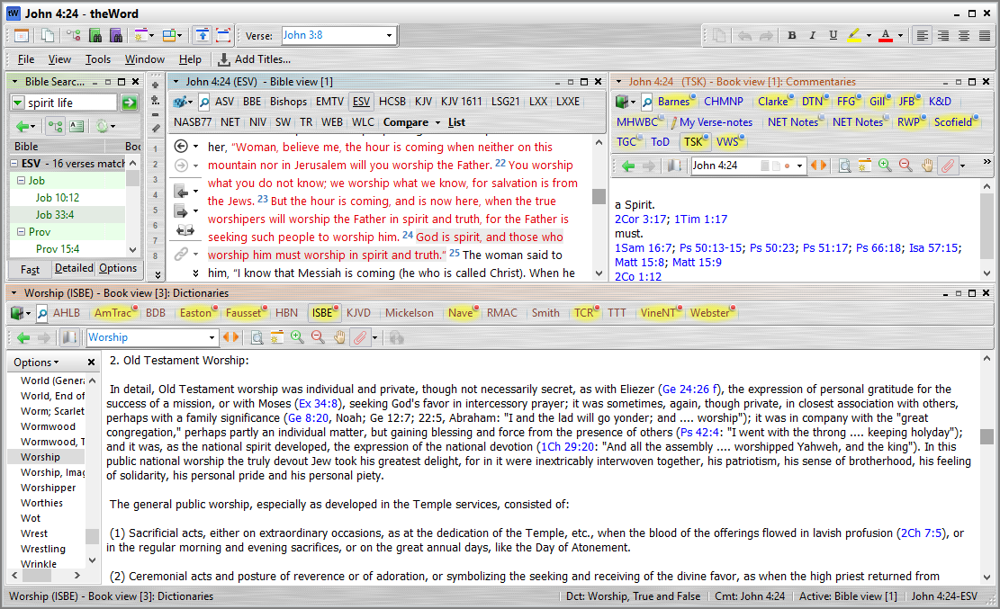 John 4:24 - theWord
Verse: John 3:8
B I U A
File View Tools Window Help Add Titles...
Bible Searc...
spirit life
Bible Boo
ESV - 16 verses match
Job
Job 10:12
Job 33:4
Prov
Prov 15:4
Fast Detailed Options
1
2
3
4
5
6
7
8
John 4:24 (ESV) - Bible view [1]
ASV BBE Bishops EMTV ESV HCSB KJV KJV 1611 LSG21 LXX LXXE
NASB77 NET NIV SW TR WEB WLC Compare List
her, “Woman, believe me, the hour is coming when neither on this
mountain nor in Jerusalem will you worship the Father. 22 You worship
what you do not know; we worship what we know, for salvation is from
the Jews. 23 But the hour is coming, and is now here, when the true
worshipers will worship the Father in spirit and truth, for the Father is
seeking such people to worship him. 24 God is spirit, and those who
worship him must worship in spirit and truth.” 25 The woman said to
him, “I know that Messiah is coming (he who is called Christ). When he
John 4:24 (TSK) - Book view [1]: Commentaries
Barnes CHMNP Clarke DTN FFG Gill JFB K&D
MHWBC My Verse-notes NET Notes NET Notes RWP Scofield
TGC ToD TSK VWS
John 4:24
a Spirit.
2Cor 3:17; 1Tim 1:17
must.
1Sam 16:7; Ps 50:13-15; Ps 50:23; Ps 51:17; Ps 66:18; Isa 57:15;
Matt 15:8; Matt 15:9
2Co 1:12
Worship (ISBE) - Book view [3]: Dictionaries
AHLB AmTrac BDB Easton Fausset HBN ISBE KJVD Mickelson Nave RMAC Smith TCR TTT VineNT Webster
Worship
Options
World (Genera
World, End of
Worm; Scarlet
Wormwood
Wormwood, T
Worship
Worship, Imag
Worshipper
Worthies
Wot
Wrest
Wrestling
Wrinkle
2. Old Testament Worship:
In detail, Old Testament worship was individual and private, though not necessarily secret, as with Eliezer (Ge 24:26 f), the expression of personal gratitude for the
success of a mission, or with Moses (Ex 34:8), seeking God's favor in intercessory prayer; it was sometimes, again, though private, in closest association with others,
perhaps with a family significance (Ge 8:20, Noah; Ge 12:7; 22:5, Abraham: "I and the lad will go yonder; and .... worship"); it was in company with the "great
congregation," perhaps partly an individual matter, but gaining blessing and force from the presence of others (Ps 42:4: "I went with the throng .... keeping holyday");
and it was, as the national spirit developed, the expression of the national devotion (1Ch 29:20: "And all the assembly .... worshipped Yahweh, and the king"). In this
public national worship the truly devout Jew took his greatest delight, for in it were inextricably interwoven together, his patriotism, his sense of brotherhood, his feeling
of solidarity, his personal pride and his personal piety.
The general public worship, especially as developed in the Temple services, consisted of:
(1) Sacrificial acts, either on extraordinary occasions, as at the dedication of the Temple, etc., when the blood of the offerings flowed in lavish profusion (2Ch 7:5), or
in the regular morning and evening sacrifices, or on the great annual days, like the Day of Atonement.
(2) Ceremonial acts and posture of reverence or of adoration, or symbolizing the seeking and receiving of the divine favor, as when the high priest returned from
Worship (ISBE) - Book view [3]: Dictionaries Dct: Worship, True and False Cmt: John 4:24 Active: Bible view [1] John 4:24-ESV